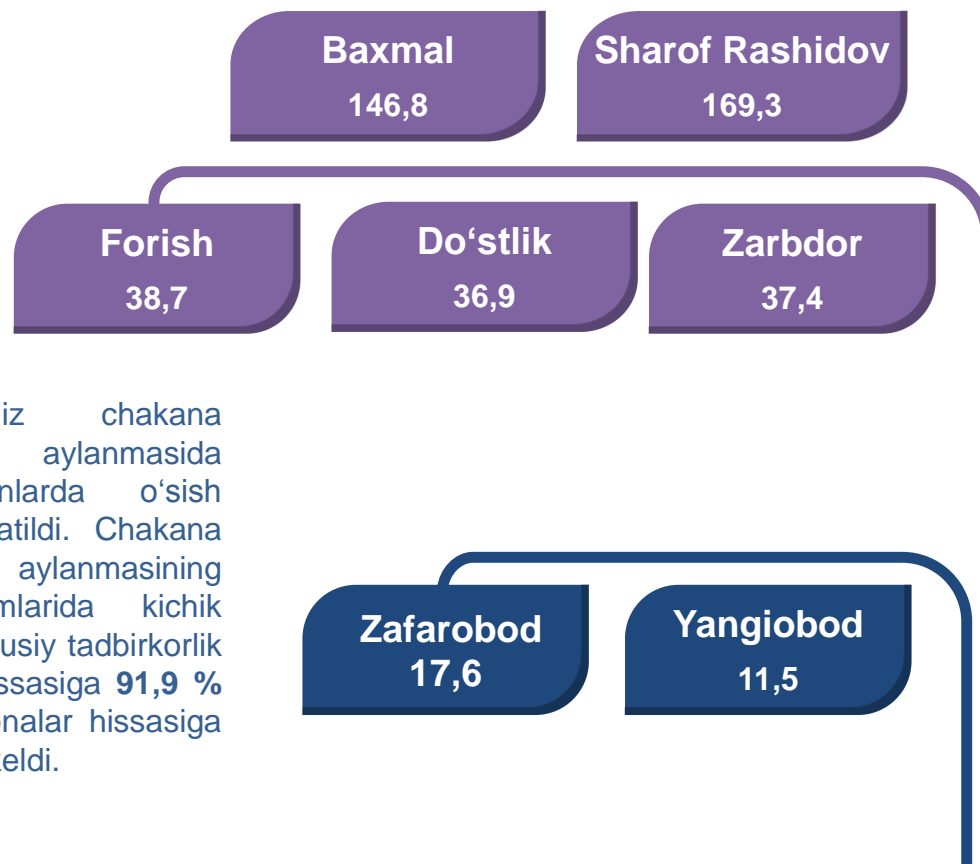 Baxmal
146,8
Sharof Rashidov
169,3
Forish
38,7
Do‘stlik
36,9
Zarbdor
37,4
chakana
aylanmasida
o‘sish
Chakana
aylanmasining
kichik
tadbirkorlik
91,9 %
hissasiga
Zafarobod
17,6
Yangiobod
11,5